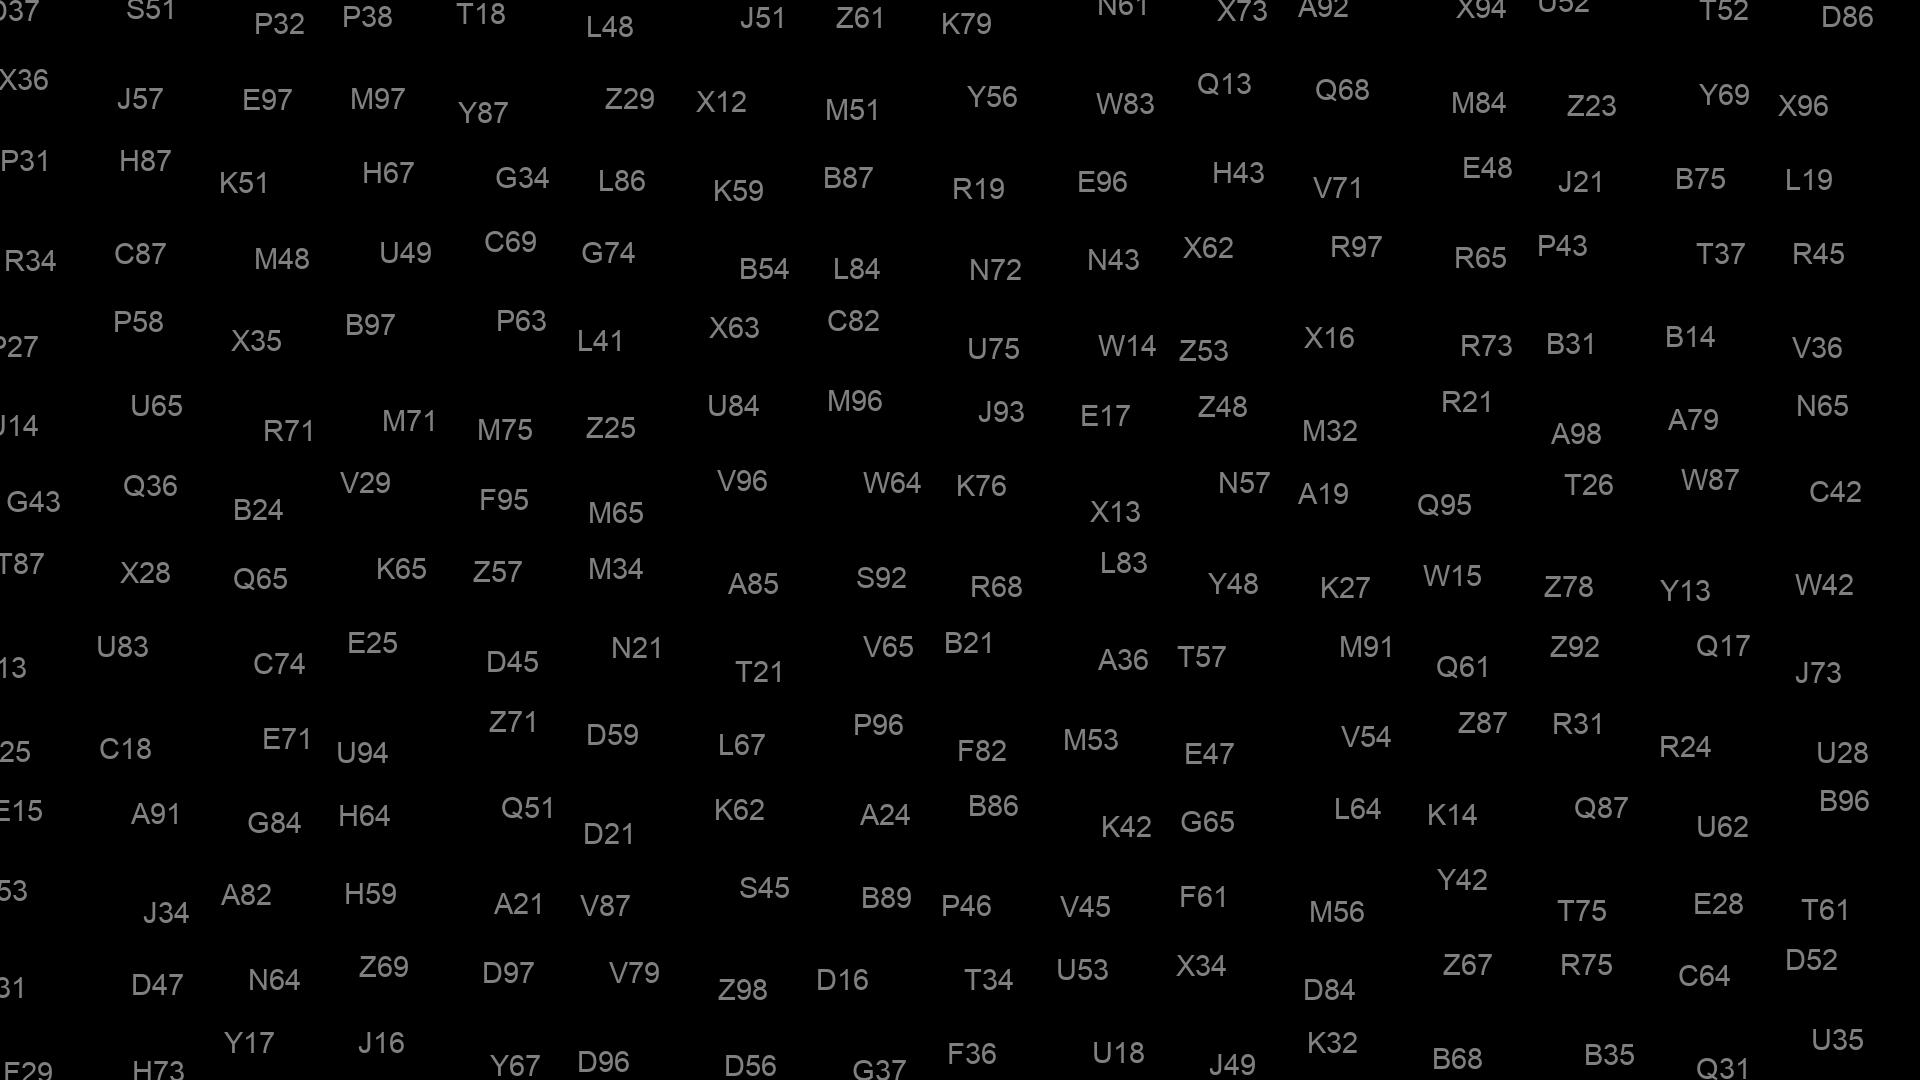 S51 P32 P38 T18 L48 J51 Z61 K79 N61 X73 A92 X94 U52 T52 D86
X36 J57 E97 M97 Y87 Z29 X12 M51 Y56 W83 Q13 Q68 M84 Z23 Y69 X96
P31 H87 K51 H67 G34 L86 K59 B87 R19 E96 H43 V71 E48 J21 B75 L19
R34 C87 M48 U49 C69 G74 B54 L84 N72 N43 X62 R97 R65 P43 T37 R45
P27 P58 X35 B97 P63 L41 X63 C82 U75 W14 Z53 X16 R73 B31 B14 V36
U65 R71 M71 M75 Z25 U84 M96 J93 E17 Z48 M32 R21 A98 A79 N65
G43 Q36 B24 V29 F95 M65 V96 W64 K76 X13 N57 A19 Q95 T26 W87 C42
T87 X28 Q65 K65 Z57 M34 A85 S92 R68 L83 Y48 K27 W15 Z78 Y13 W42
13 U83 C74 E25 D45 N21 T21 V65 B21 A36 T57 M91 Q61 Z92 Q17 J73
25 C18 E71 U94 Z71 D59 L67 P96 F82 M53 E47 V54 Z87 R31 R24 U28
E15 A91 G84 H64 Q51 D21 K62 A24 B86 K42 G65 L64 K14 Q87 U62 B96
53 J34 A82 H59 A21 V87 S45 B89 P46 V45 F61 M56 Y42 T75 E28 T61
31 D47 N64 Z69 D97 V79 Z98 D16 T34 U53 X34 D84 Z67 R75 C64 D52
F29 H73 Y17 J16 Y67 D96 D56 G37 F36 U18 J49 K32 B68 B35 Q31 U35